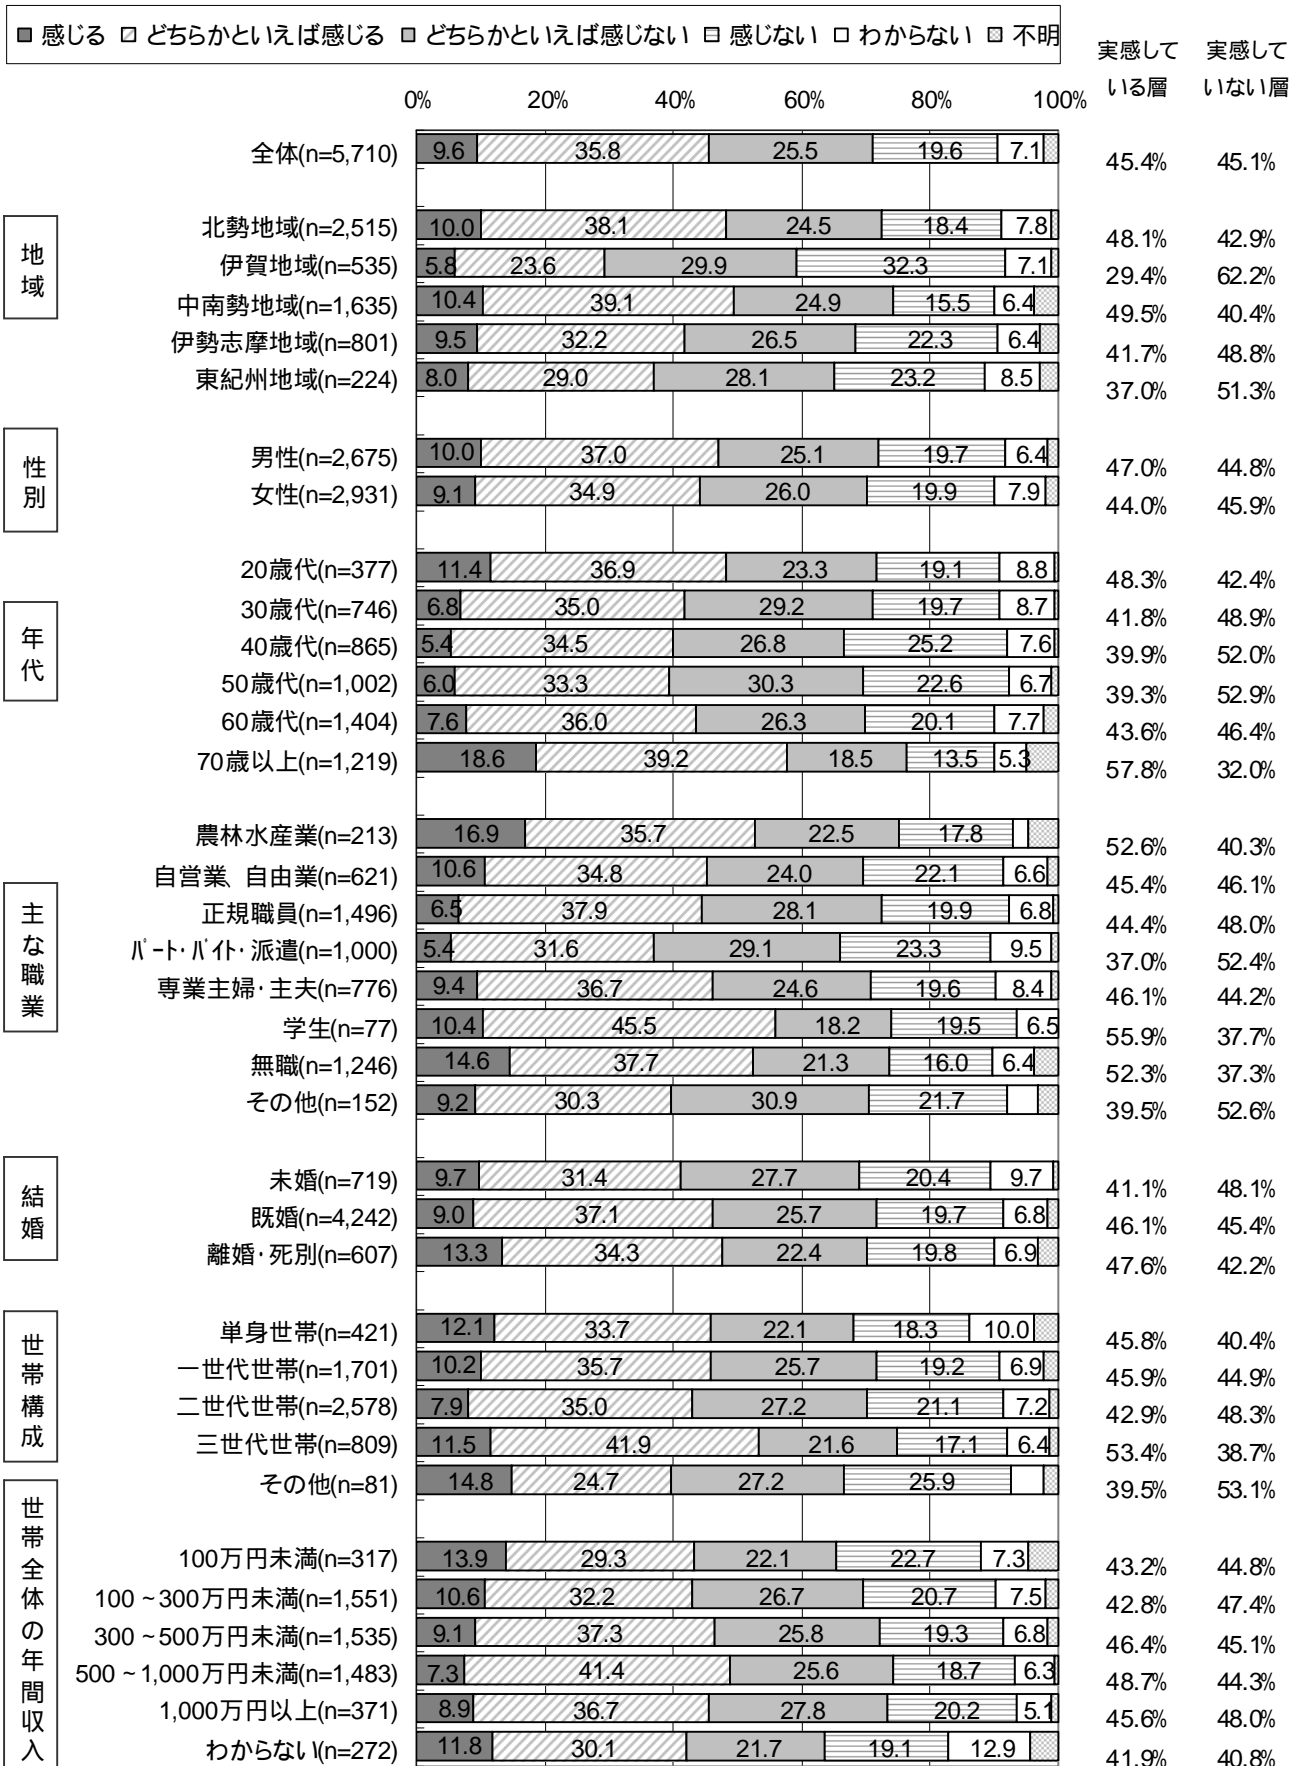 感じる どちらかといえば感じる どちらかといえば感じない 感じない わからない 不明
実感して 実感して
いる層 いない層
0% 20% 40% 60% 80% 100%
全体(n=5,710) 9.6 35.8 25.5 19.6 7.1 45.4% 45.1%
地域
北勢地域(n=2,515) 10.0 38.1 24.5 18.4 7.8 48.1% 42.9%
伊賀地域(n=535) 5.8 23.6 29.9 32.3 7.1 29.4% 62.2%
中南勢地域(n=1,635) 10.4 39.1 24.9 15.5 6.4 49.5% 40.4%
伊勢志摩地域(n=801) 9.5 32.2 26.5 22.3 6.4 41.7% 48.8%
東紀州地域(n=224) 8.0 29.0 28.1 23.2 8.5 37.0% 51.3%
性別
男性(n=2,675) 10.0 37.0 25.1 19.7 6.4 47.0% 44.8%
女性(n=2,931) 9.1 34.9 26.0 19.9 7.9 44.0% 45.9%
年代
20歳代(n=377) 11.4 36.9 23.3 19.1 8.8 48.3% 42.4%
30歳代(n=746) 6.8 35.0 29.2 19.7 8.7 41.8% 48.9%
40歳代(n=865) 5.4 34.5 26.8 25.2 7.6 39.9% 52.0%
50歳代(n=1,002) 6.0 33.3 30.3 22.6 6.7 39.3% 52.9%
60歳代(n=1,404) 7.6 36.0 26.3 20.1 7.7 43.6% 46.4%
70歳以上(n=1,219) 18.6 39.2 18.5 13.5 5.3 57.8% 32.0%
主な職業
農林水産業(n=213) 16.9 35.7 22.5 17.8 52.6% 40.3%
自営業、自由業(n=621) 10.6 34.8 24.0 22.1 6.6 45.4% 46.1%
正規職員(n=1,496) 6.5 37.9 28.1 19.9 6.8 44.4% 48.0%
ﾊﾟｰﾄ･ﾊﾞｲﾄ･派遣(n=1,000) 5.4 31.6 29.1 23.3 9.5 37.0% 52.4%
専業主婦･主夫(n=776) 9.4 36.7 24.6 19.6 8.4 46.1% 44.2%
学生(n=77) 10.4 45.5 18.2 19.5 6.5 55.9% 37.7%
無職(n=1,246) 14.6 37.7 21.3 16.0 6.4 52.3% 37.3%
その他(n=152) 9.2 30.3 30.9 21.7 39.5% 52.6%
結婚
未婚(n=719) 9.7 31.4 27.7 20.4 9.7 41.1% 48.1%
既婚(n=4,242) 9.0 37.1 25.7 19.7 6.8 46.1% 45.4%
離婚･死別(n=607) 13.3 34.3 22.4 19.8 6.9 47.6% 42.2%
世帯構成
単身世帯(n=421) 12.1 33.7 22.1 18.3 10.0 45.8% 40.4%
一世代世帯(n=1,701) 10.2 35.7 25.7 19.2 6.9 45.9% 44.9%
二世代世帯(n=2,578) 7.9 35.0 27.2 21.1 7.2 42.9% 48.3%
三世代世帯(n=809) 11.5 41.9 21.6 17.1 6.4 53.4% 38.7%
その他(n=81) 14.8 24.7 27.2 25.9 39.5% 53.1%
世帯全体の年間収入
100万円未満(n=317) 13.9 29.3 22.1 22.7 7.3 43.2% 44.8%
100～300万円未満(n=1,551) 10.6 32.2 26.7 20.7 7.5 42.8% 47.4%
300～500万円未満(n=1,535) 9.1 37.3 25.8 19.3 6.8 46.4% 45.1%
500～1,000万円未満(n=1,483) 7.3 41.4 25.6 18.7 6.3 48.7% 44.3%
1,000万円以上(n=371) 8.9 36.7 27.8 20.2 5.1 45.6% 48.0%
わからない(n=272) 11.8 30.1 21.7 19.1 12.9 41.9% 40.8%